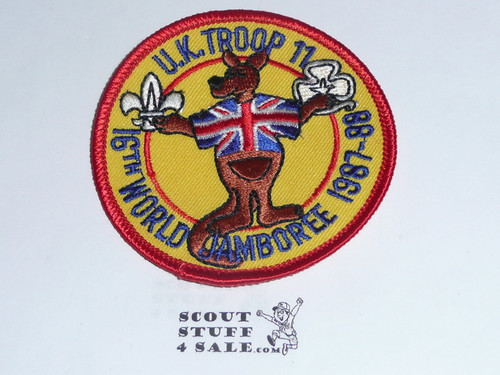 U.K. TROOP 11
16TH WORLD JAMBOREE 1987-88
SCOUT
STUFF
4 SALE.COM